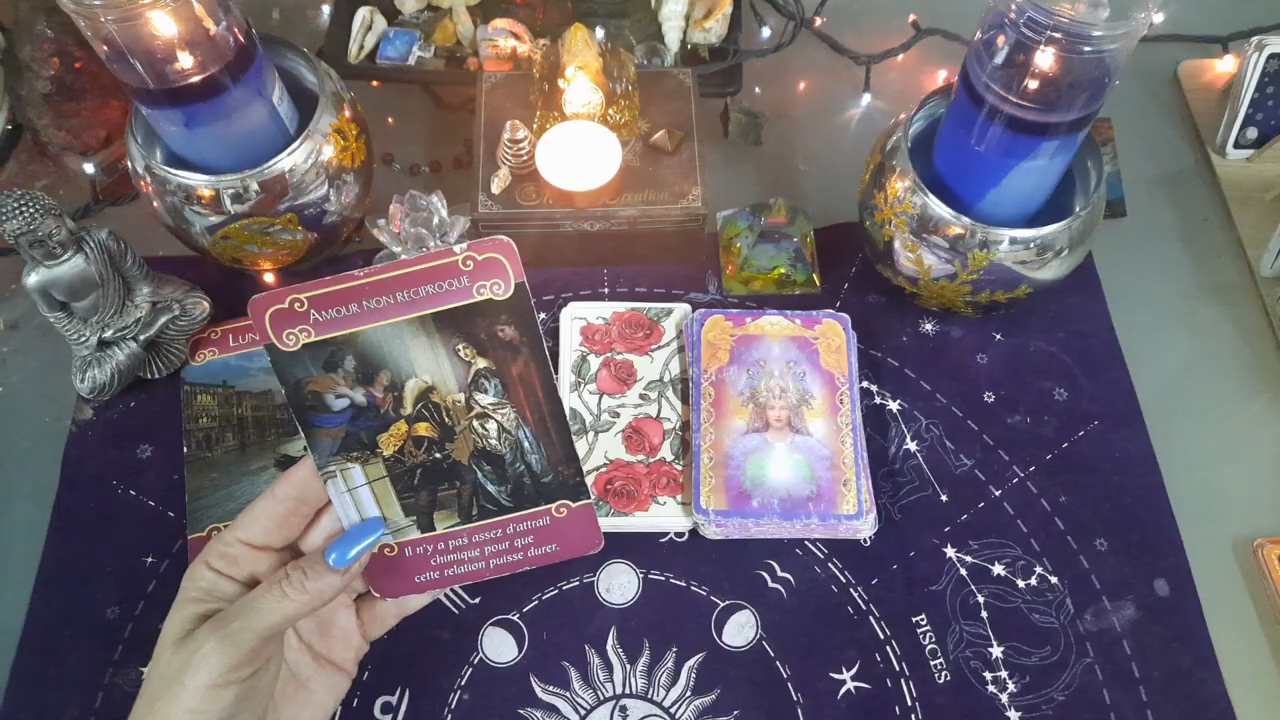 AMOUR NON RÉCIPROQUE
LUN
Il n'y a pas assez d'attrait
chimique pour que
cette relation puisse durer.
PISCES